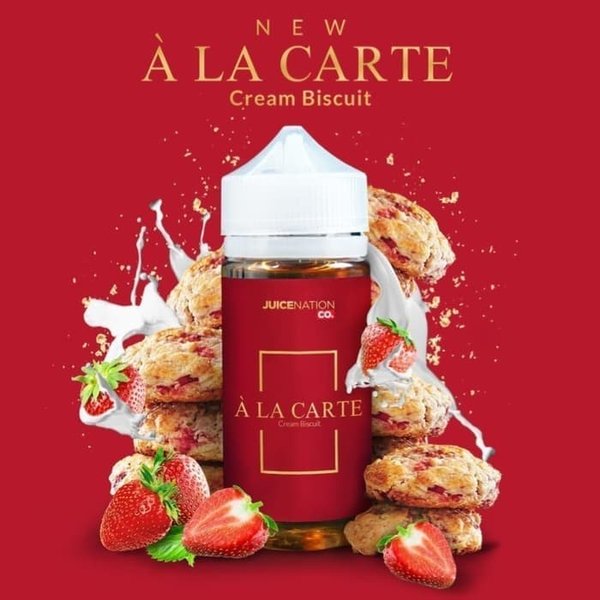 NEW
À LA CARTE
Cream Biscuit
JUICENATION
CO.
À LA CARTE
Cream Biscuit